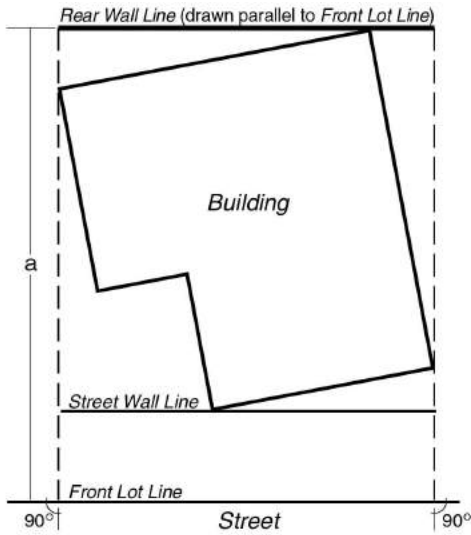 Rear Wall Line (drawn parallel to Front Lot Line)
Building
a
Street Wall Line
Front Lot Line
90° Street 90°